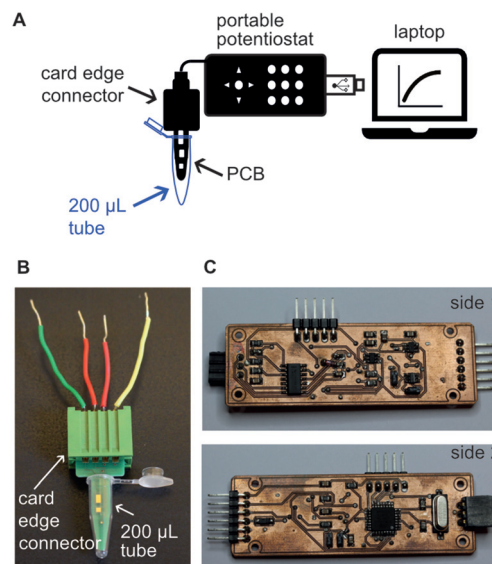 A
portable
potentiostat
laptop
card edge
connector
PCB
200 µL
tube
B
C
side
card
edge
connector
200 µL
tube
side